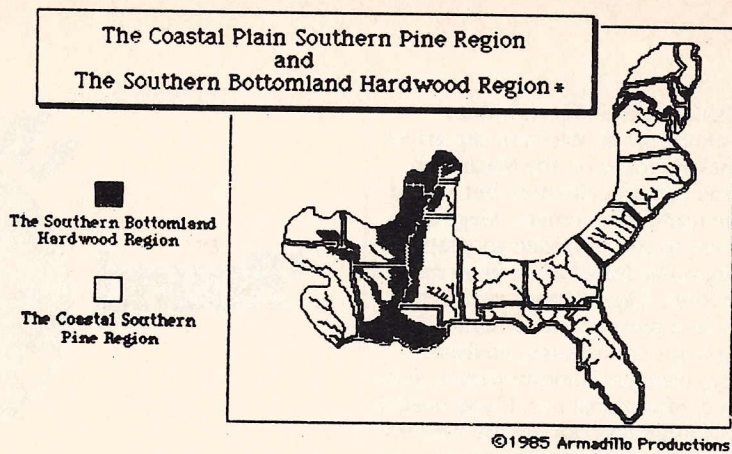 The Coastal Plain Southern Pine Region
and
The Southern Bottomland Hardwood Region *
The Southern Bottomland
Hardwood Region
The Coastal Southern
Pine Region
©1985 Armadillo Productions